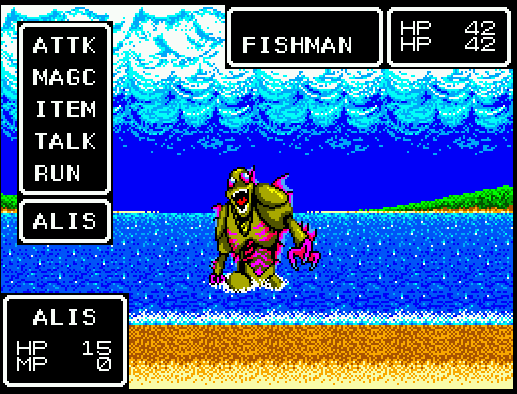 ATTK
MAGC
ITEM
TALK
RUN
ALIS
FISHMAN
HP 42
HP 42
ALIS
HP 15
MP 0